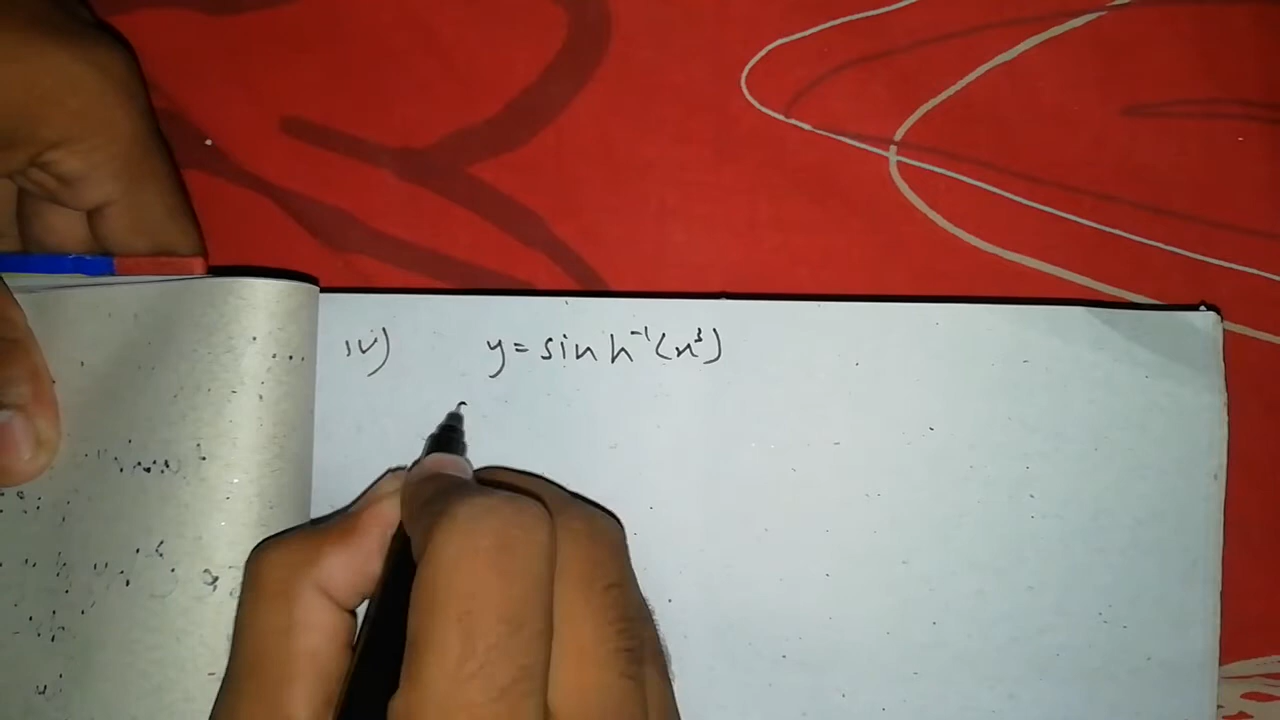 iv) y = sinh⁻¹(x³)